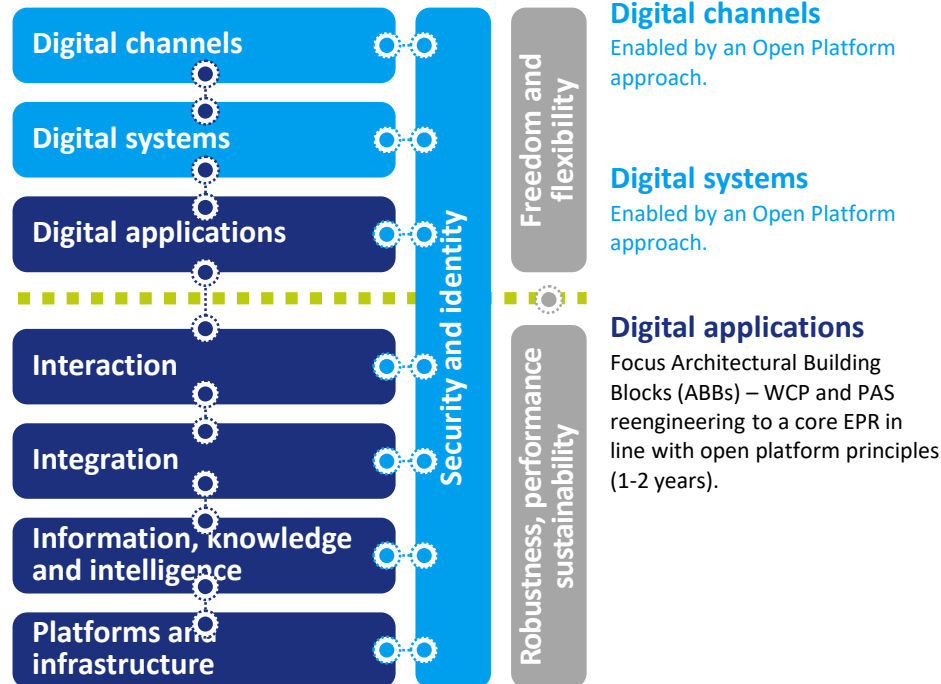 Digital channels
Digital systems
Digital applications
Interaction
Integration
Information, knowledge
and intelligence
Platforms and
infrastructure
Security and identity
Freedom and
flexibility
Robustness, performance
sustainability
Digital channels
Enabled by an Open Platform
approach.
Digital systems
Enabled by an Open Platform
approach.
Digital applications
Focus Architectural Building
Blocks (ABBs) – WCP and PAS
reengineering to a core EPR in
line with open platform principles
(1-2 years).